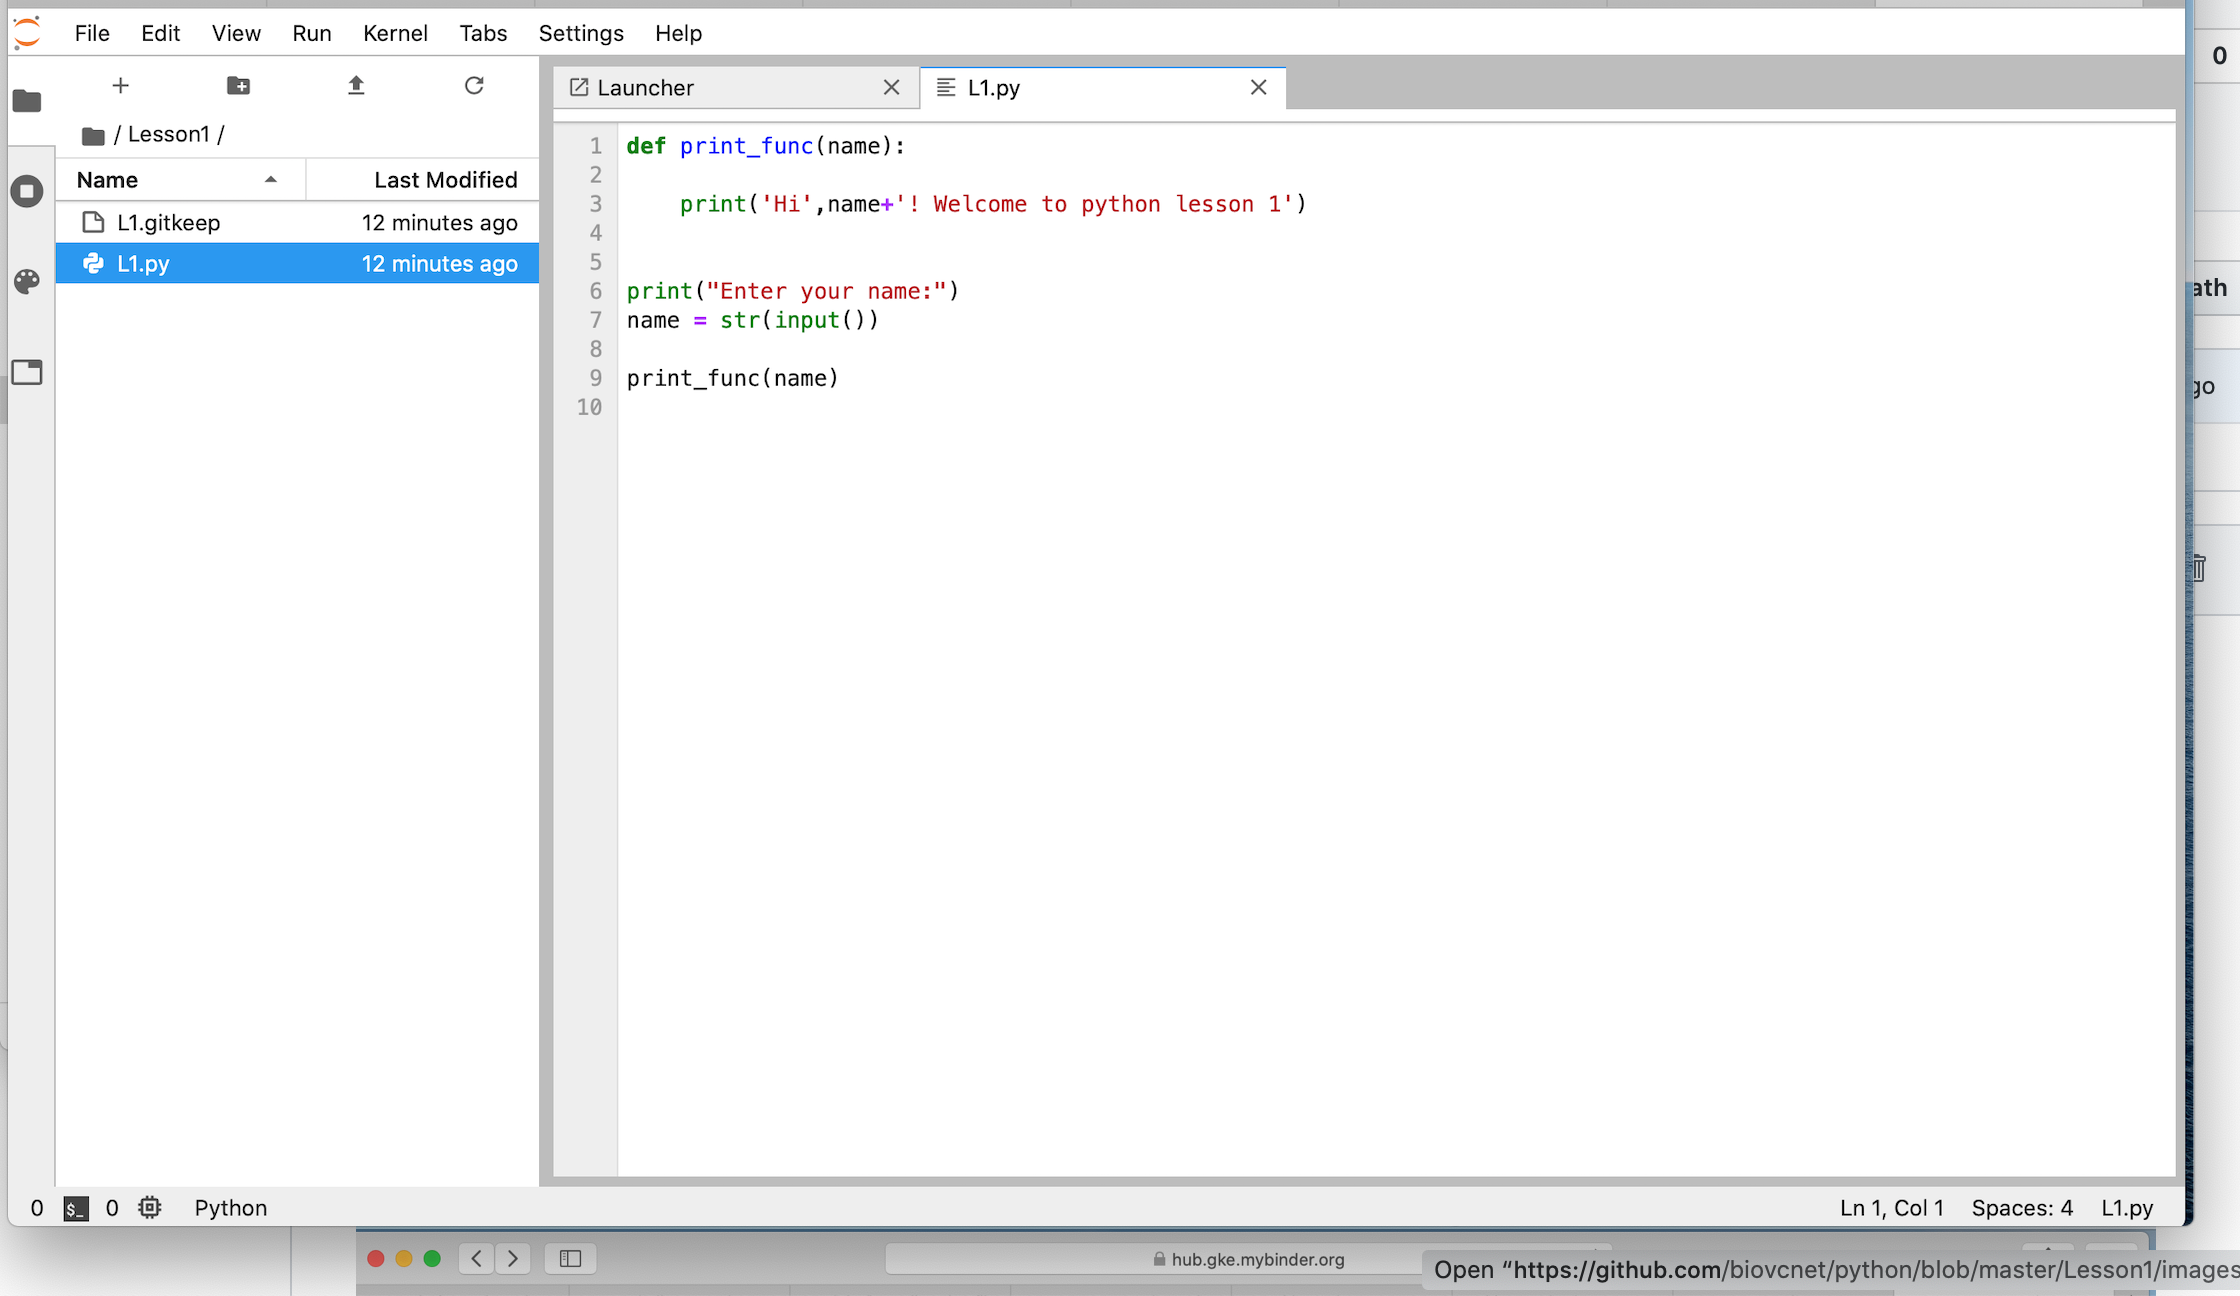 File Edit View Run Kernel Tabs Settings Help
0
Launcher
L1.py
/ Lesson1 /
Name
Last Modified
L1.gitkeep 12 minutes ago
L1.py 12 minutes ago
1 def print_func(name):
2
3 print('Hi',name+'! Welcome to python lesson 1')
4
5
6 print("Enter your name:")
7 name = str(input())
8
9 print_func(name)
10
ath
go
0 $_ 0 Python
Ln 1, Col 1 Spaces: 4 L1.py
hub.gke.mybinder.org
Open “https://github.com/biovcnet/python/blob/master/Lesson1/images